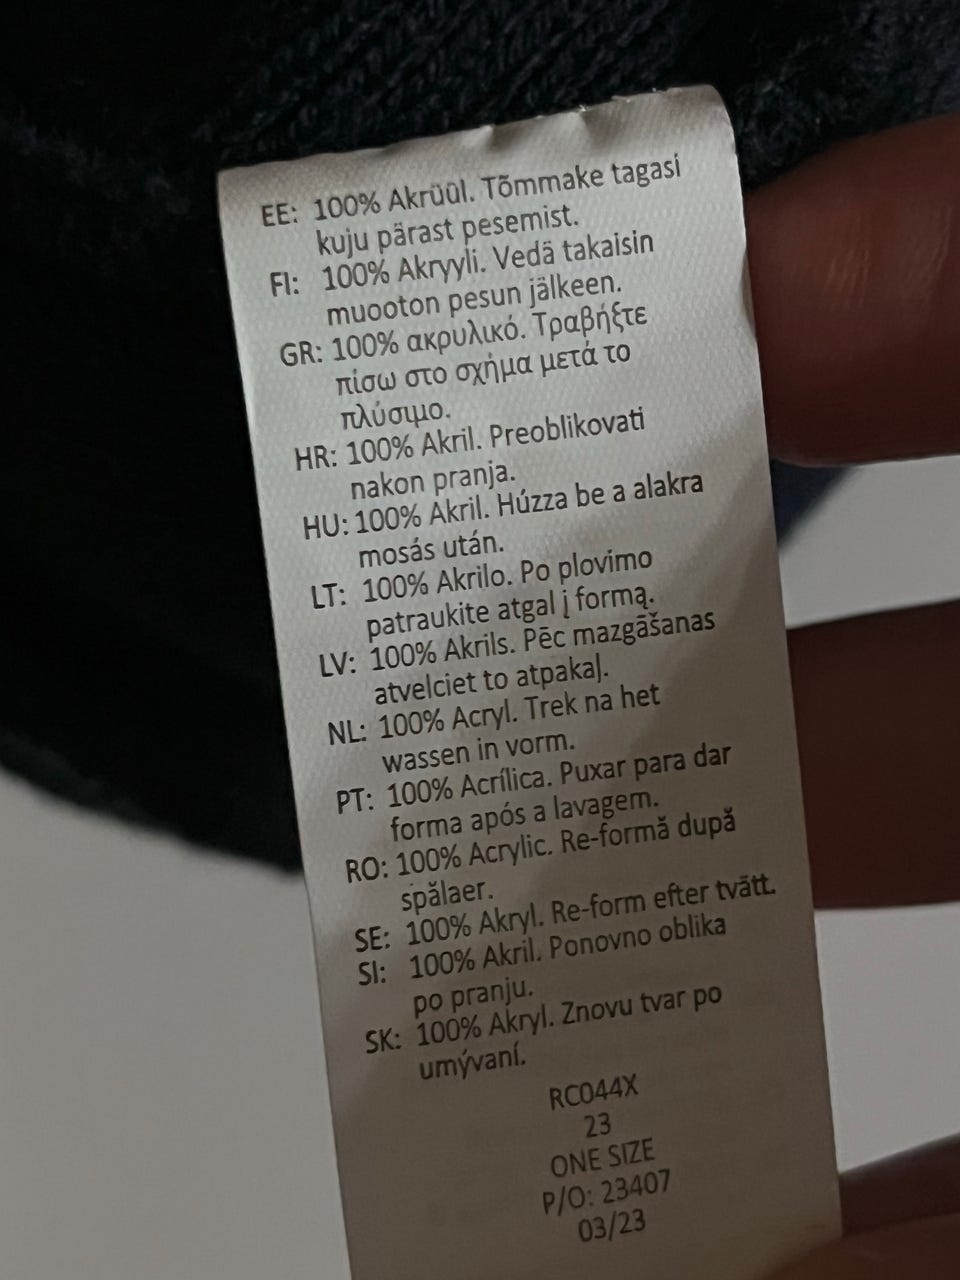 EE: 100% Akrüül. Tõmmake tagasi
kuju pärast pesemist.
FI: 100% Akryyli. Vedä takaisin
muooton pesun jälkeen.
GR: 100% ακρυλικό. Τραβήξτε
πίσω στο σχήμα μετά το
πλύσιμο.
HR: 100% Akril. Preoblikovati
nakon pranja.
HU: 100% Akril. Húzza be a alakra
mosás után.
LT: 100% Akrilo. Po plovimo
patraukite atgal į formą.
LV: 100% Akrils. Pēc mazgāšanas
atvelciet to atpakaļ.
NL: 100% Acryl. Trek na het
wassen in vorm.
PT: 100% Acrílica. Puxar para dar
forma após a lavagem.
RO: 100% Acrylic. Re-formă după
spălaer.
SE: 100% Akryl. Re-form efter tvätt.
SI: 100% Akril. Ponovno oblika
po pranju.
SK: 100% Akryl. Znovu tvar po
umývaní.
RC044X
23
ONE SIZE
P/O: 23407
03/23